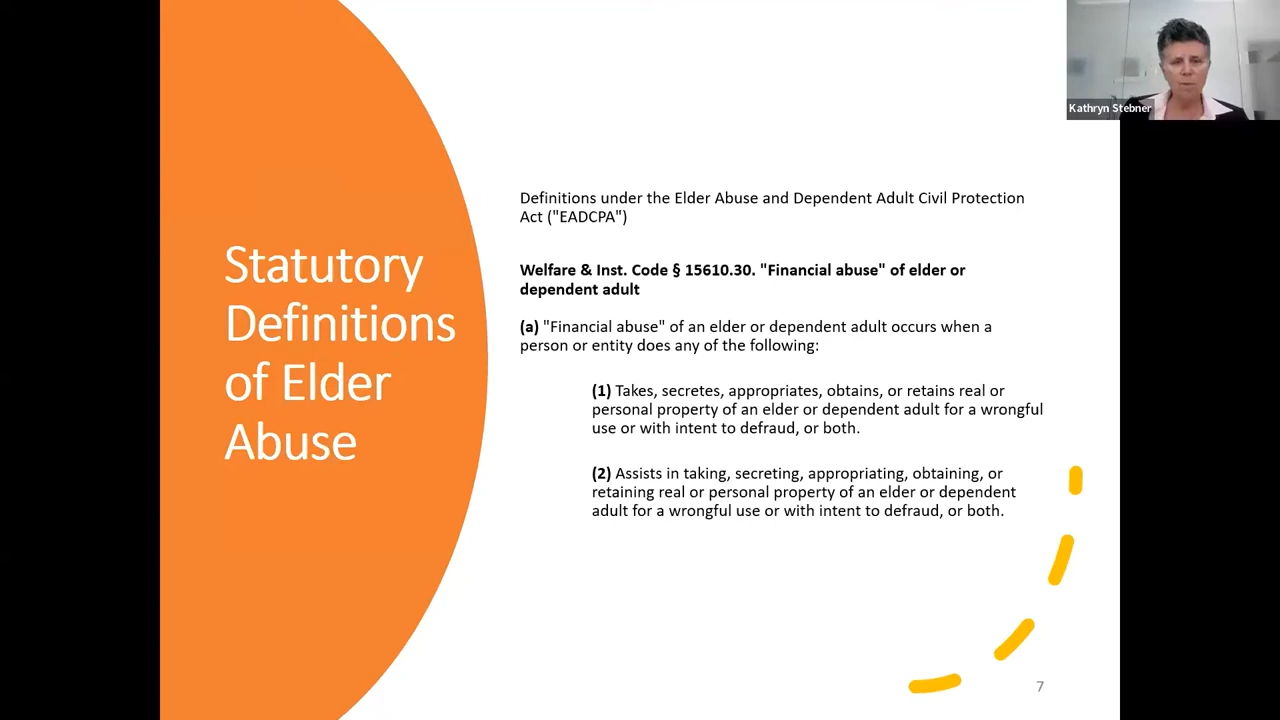 Kathryn Stebner
Statutory
Definitions
of Elder
Abuse
Definitions under the Elder Abuse and Dependent Adult Civil Protection
Act ("EADCPA")
Welfare & Inst. Code § 15610.30. "Financial abuse" of elder or
dependent adult
(a) "Financial abuse" of an elder or dependent adult occurs when a
person or entity does any of the following:
(1) Takes, secretes, appropriates, obtains, or retains real or
personal property of an elder or dependent adult for a wrongful
use or with intent to defraud, or both.
(2) Assists in taking, secreting, appropriating, obtaining, or
retaining real or personal property of an elder or dependent
adult for a wrongful use or with intent to defraud, or both.
7